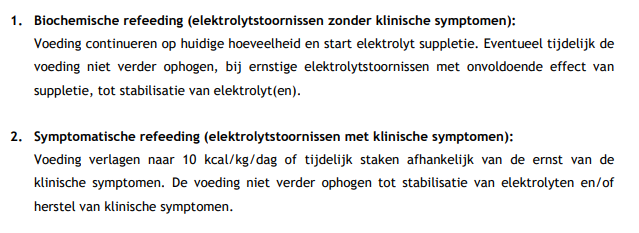 1. Biochemische refeeding (elektrolytstoornissen zonder klinische symptomen):
Voeding continueren op huidige hoeveelheid en start elektrolyt suppletie. Eventueel tijdelijk de
voeding niet verder ophogen, bij ernstige elektrolytstoornissen met onvoldoende effect van
suppletie, tot stabilisatie van elektrolyt(en).
2. Symptomatische refeeding (elektrolytstoornissen met klinische symptomen):
Voeding verlagen naar 10 kcal/kg/dag of tijdelijk staken afhankelijk van de ernst van de
klinische symptomen. De voeding niet verder ophogen tot stabilisatie van elektrolyten en/of
herstel van klinische symptomen.